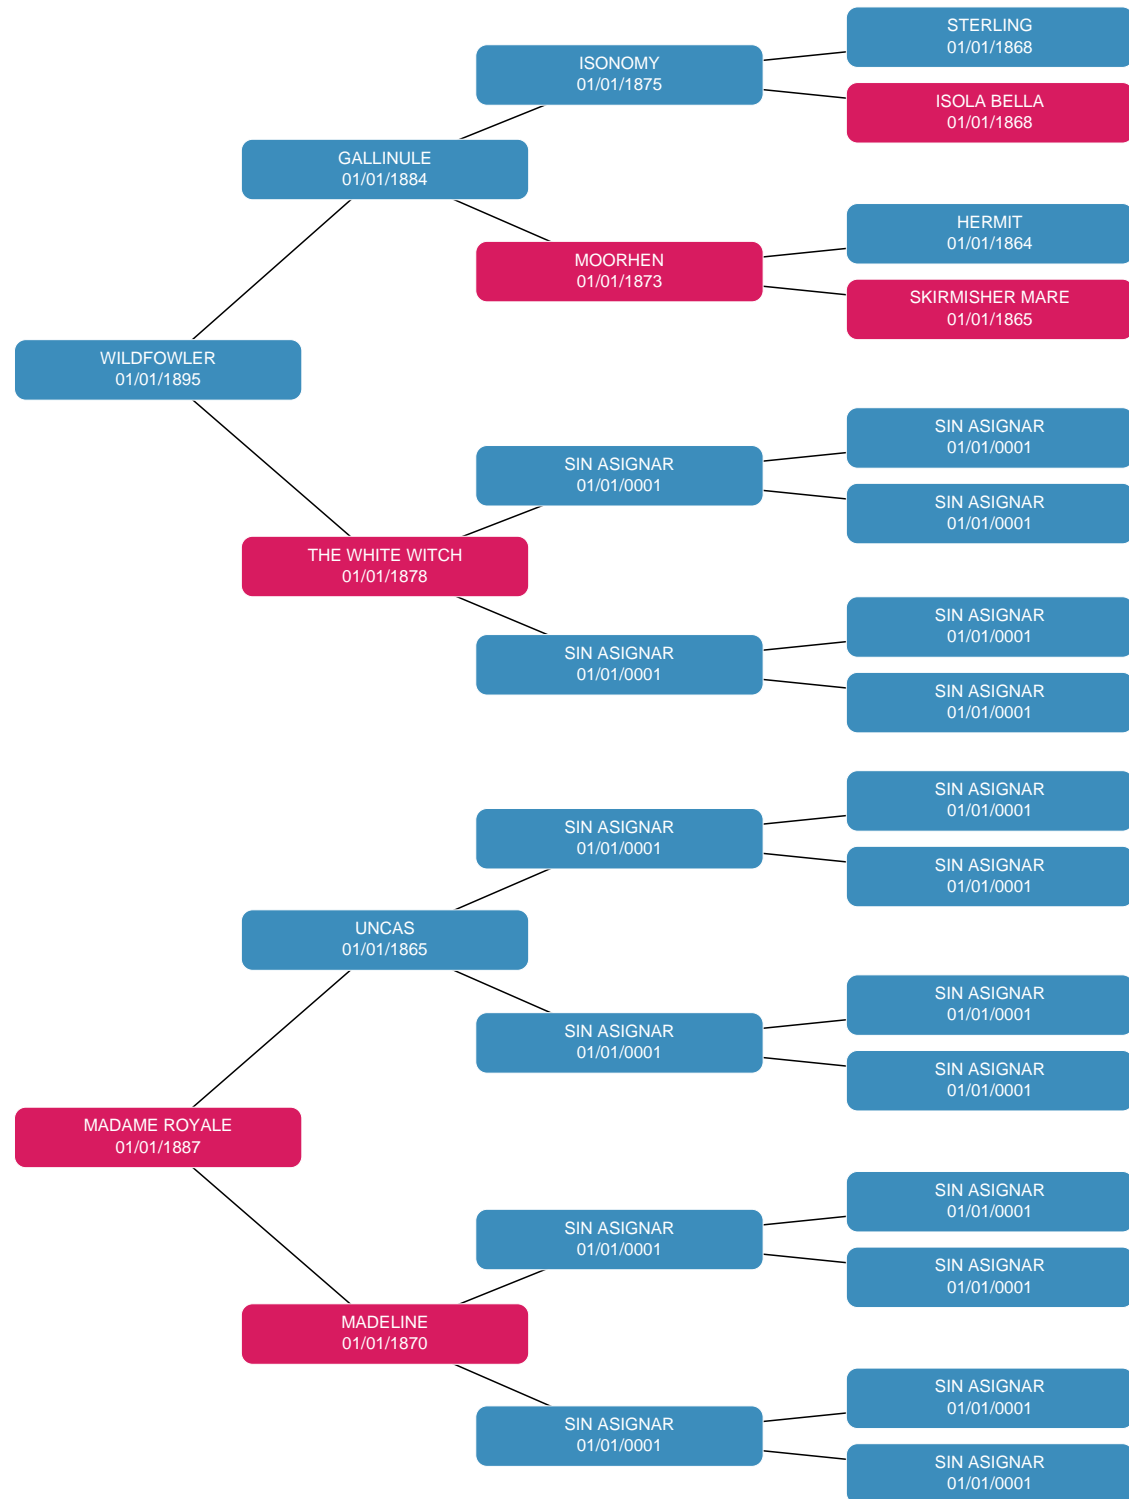 STERLING
01/01/1868
ISONOMY
01/01/1875
ISOLA BELLA
01/01/1868
GALLINULE
01/01/1884
HERMIT
01/01/1864
MOORHEN
01/01/1873
SKIRMISHER MARE
01/01/1865
WILDFOWLER
01/01/1895
SIN ASIGNAR
01/01/0001
SIN ASIGNAR
01/01/0001
SIN ASIGNAR
01/01/0001
THE WHITE WITCH
01/01/1878
SIN ASIGNAR
01/01/0001
SIN ASIGNAR
01/01/0001
SIN ASIGNAR
01/01/0001
SIN ASIGNAR
01/01/0001
SIN ASIGNAR
01/01/0001
SIN ASIGNAR
01/01/0001
UNCAS
01/01/1865
SIN ASIGNAR
01/01/0001
SIN ASIGNAR
01/01/0001
SIN ASIGNAR
01/01/0001
MADAME ROYALE
01/01/1887
SIN ASIGNAR
01/01/0001
SIN ASIGNAR
01/01/0001
SIN ASIGNAR
01/01/0001
MADELINE
01/01/1870
SIN ASIGNAR
01/01/0001
SIN ASIGNAR
01/01/0001
SIN ASIGNAR
01/01/0001